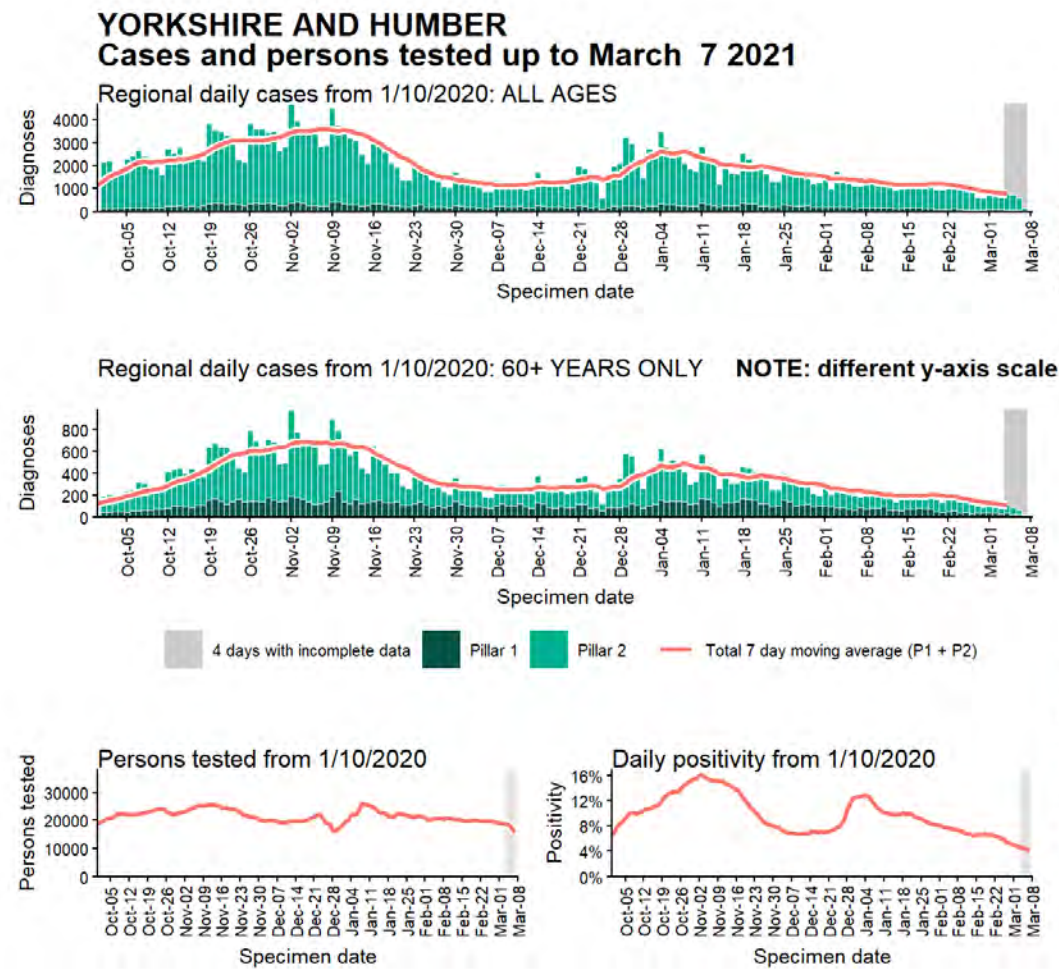 YORKSHIRE AND HUMBER
Cases and persons tested up to March 7 2021
Regional daily cases from 1/10/2020: ALL AGES
Diagnoses
4000
3000
2000
1000
0
Oct-05 Oct-12 Oct-19 Oct-26 Nov-02 Nov-09 Nov-16 Nov-23 Nov-30 Dec-07 Dec-14 Dec-21 Dec-28 Jan-04 Jan-11 Jan-18 Jan-25 Feb-01 Feb-08 Feb-15 Feb-22 Mar-01 Mar-08
Specimen date
Regional daily cases from 1/10/2020: 60+ YEARS ONLY NOTE: different y-axis scale
Diagnoses
800
600
400
200
0
Oct-05 Oct-12 Oct-19 Oct-26 Nov-02 Nov-09 Nov-16 Nov-23 Nov-30 Dec-07 Dec-14 Dec-21 Dec-28 Jan-04 Jan-11 Jan-18 Jan-25 Feb-01 Feb-08 Feb-15 Feb-22 Mar-01 Mar-08
Specimen date
4 days with incomplete data Pillar 1 Pillar 2 Total 7 day moving average (P1 + P2)
Persons tested from 1/10/2020
Persons tested
30000
20000
10000
0
Oct-05 Oct-12 Oct-19 Oct-26 Nov-02 Nov-09 Nov-16 Nov-23 Nov-30 Dec-07 Dec-14 Dec-21 Dec-28 Jan-04 Jan-11 Jan-18 Jan-25 Feb-01 Feb-08 Feb-15 Feb-22 Mar-01 Mar-08
Specimen date
Daily positivity from 1/10/2020
Positivity
16%
12%
8%
4%
0%
Oct-05 Oct-12 Oct-19 Oct-26 Nov-02 Nov-09 Nov-16 Nov-23 Nov-30 Dec-07 Dec-14 Dec-21 Dec-28 Jan-04 Jan-11 Jan-18 Jan-25 Feb-01 Feb-08 Feb-15 Feb-22 Mar-01 Mar-08
Specimen date